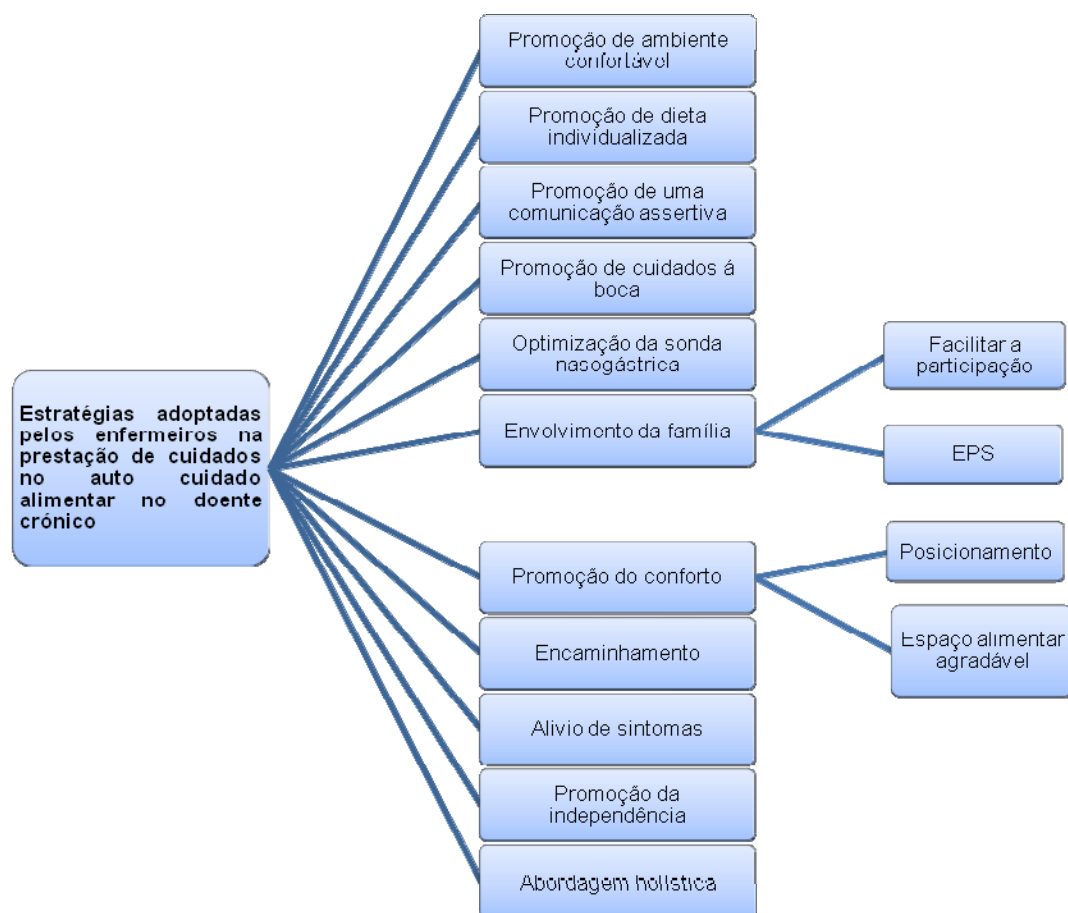 Promoção de ambiente
confortável
Promoção de dieta
individualizada
Promoção de uma
comunicação assertiva
Promoção de cuidados á
boca
Optimização da sonda
nasogástrica
Envolvimento da família
Facilitar a
participação
EPS
Estratégias adoptadas
pelos enfermeiros na
prestação de cuidados
no auto cuidado
alimentar no doente
crónico
Promoção do conforto
Posicionamento
Espaço alimentar
agradável
Encaminhamento
Alivio de sintomas
Promoção da
independência
Abordagem holística